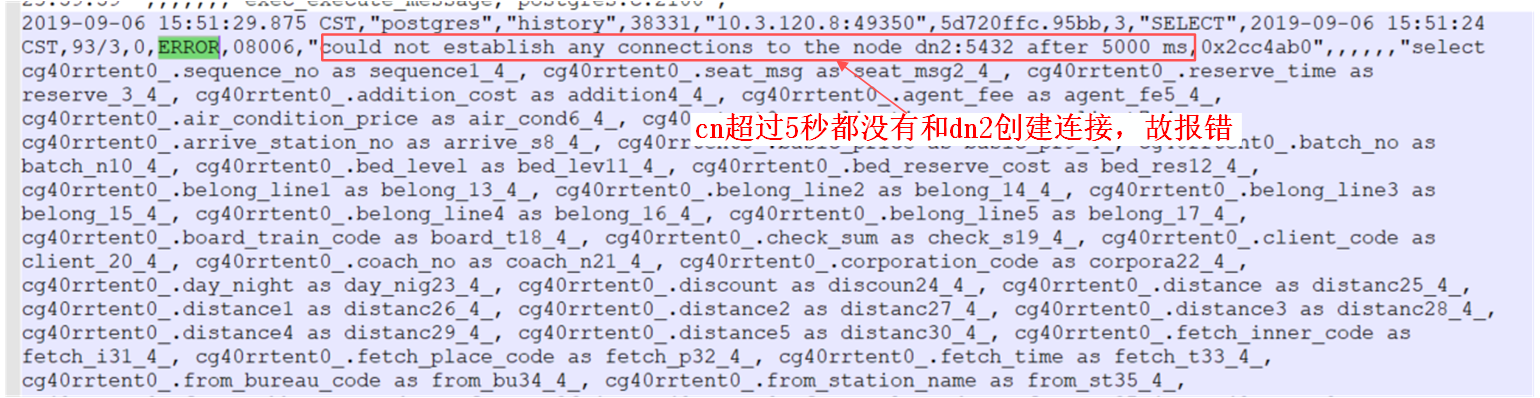 2019-09-06 15:51:29.875 CST,"postgres","history",38331,"10.3.120.8:49350",5d720ffc.95bb,3,"SELECT",2019-09-06 15:51:24
CST,93/3,0,ERROR,08006,"could not establish any connections to the node dn2:5432 after 5000 ms,0x2cc4ab0",,,,,,"select
cg40rrtent0_.sequence_no as sequence1_4_, cg40rrtent0_.seat_msg as seat_msg2_4_, cg40rrtent0_.reserve_time as
reserve_3_4_, cg40rrtent0_.addition_cost as addition4_4_, cg40rrtent0_.agent_fee as agent_fe5_4_,
cg40rrtent0_.air_condition_price as air_cond6_4_,
cn超过5秒都没有和dn2创建连接，故报错
cg40rrtent0_.arrive_station_no as arrive_s8_4_, cg40rrtent0_.batch_no as
batch_n10_4_, cg40rrtent0_.bed_level as bed_lev11_4_, cg40rrtent0_.bed_reserve_cost as bed_res12_4_,
cg40rrtent0_.belong_line1 as belong_13_4_, cg40rrtent0_.belong_line2 as belong_14_4_, cg40rrtent0_.belong_line3 as
belong_15_4_, cg40rrtent0_.belong_line4 as belong_16_4_, cg40rrtent0_.belong_line5 as belong_17_4_,
cg40rrtent0_.board_train_code as board_t18_4_, cg40rrtent0_.check_sum as check_s19_4_, cg40rrtent0_.client_code as
client_20_4_, cg40rrtent0_.coach_no as coach_n21_4_, cg40rrtent0_.corporation_code as corpora22_4_,
cg40rrtent0_.day_night as day_nig23_4_, cg40rrtent0_.discount as discoun24_4_, cg40rrtent0_.distance as distanc25_4_,
cg40rrtent0_.distance1 as distanc26_4_, cg40rrtent0_.distance2 as distanc27_4_, cg40rrtent0_.distance3 as distanc28_4_,
cg40rrtent0_.distance4 as distanc29_4_, cg40rrtent0_.distance5 as distanc30_4_, cg40rrtent0_.fetch_inner_code as
fetch_i31_4_, cg40rrtent0_.fetch_place_code as fetch_p32_4_, cg40rrtent0_.fetch_time as fetch_t33_4_,
cg40rrtent0_.from_bureau_code as from_bu34_4_, cg40rrtent0_.from_station_name as from_st35_4_,